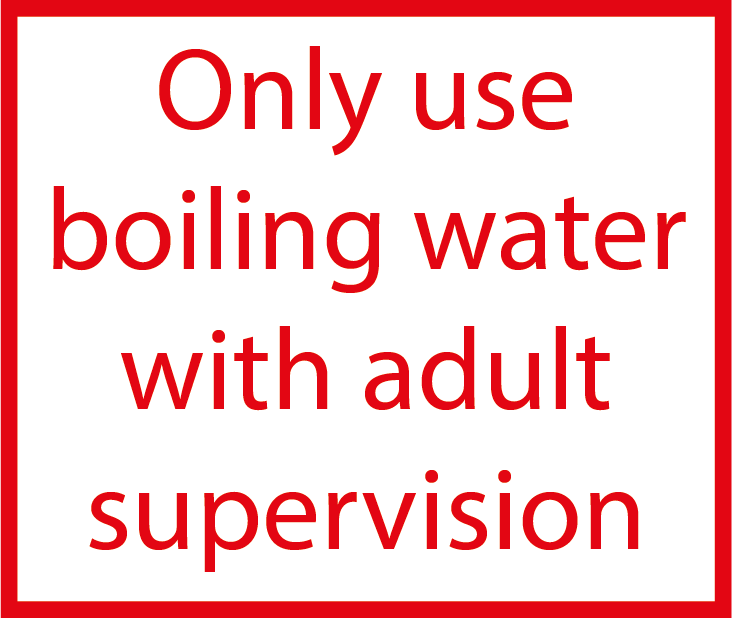 Only use
boiling water
with adult
supervision